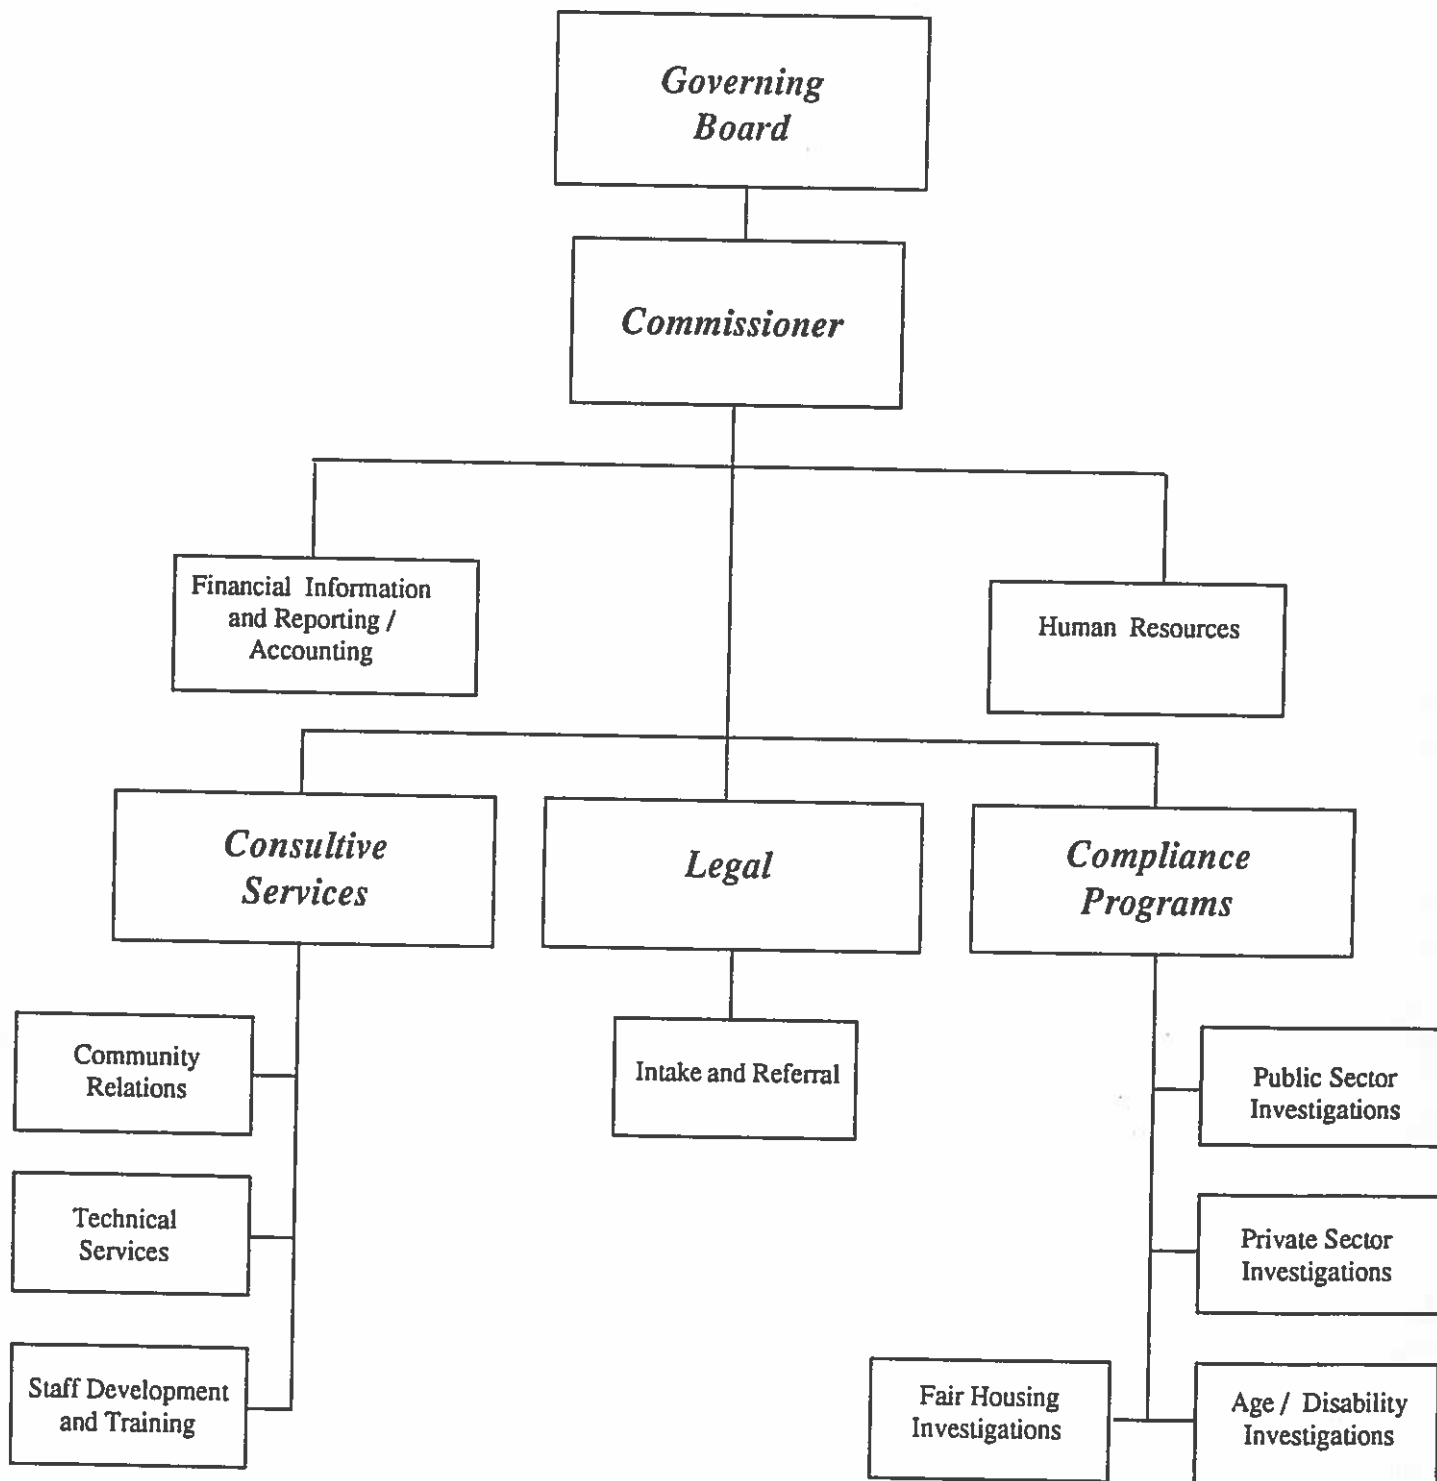 Governing
Board
Commissioner
Financial Information
and Reporting /
Accounting
Human Resources
Consultive
Services
Legal
Compliance
Programs
Community
Relations
Technical
Services
Staff Development
and Training
Intake and Referral
Public Sector
Investigations
Private Sector
Investigations
Fair Housing
Investigations
Age / Disability
Investigations